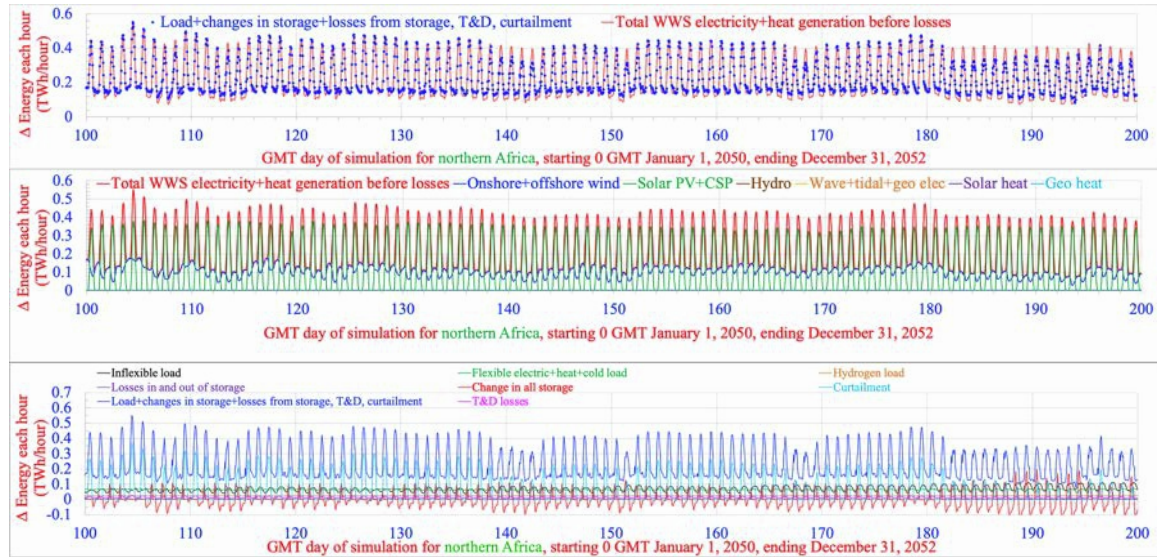 Load+changes in storage+losses from storage, T&D, curtailment Total WWS electricity+heat generation before losses
Δ Energy each hour
(TWh/hour)
0.6
0.4
0.2
0
100 110 120 130 140 150 160 170 180 190 200
GMT day of simulation for northern Africa, starting 0 GMT January 1, 2050, ending December 31, 2052
Total WWS electricity+heat generation before losses Onshore+offshore wind Solar PV+CSP Hydro Wave+tidal+geo elec Solar heat Geo heat
Δ Energy each hour
(TWh/hour)
0.6
0.5
0.4
0.3
0.2
0.1
0
100 110 120 130 140 150 160 170 180 190 200
GMT day of simulation for northern Africa, starting 0 GMT January 1, 2050, ending December 31, 2052
Inflexible load Flexible electric+heat+cold load Hydrogen load
Losses in and out of storage Change in all storage Curtailment
Load+changes in storage+losses from storage, T&D, curtailment T&D losses
Δ Energy each hour
(TWh/hour)
0.7
0.6
0.5
0.4
0.3
0.2
0.1
0
-0.1
100 110 120 130 140 150 160 170 180 190 200
GMT day of simulation for northern Africa, starting 0 GMT January 1, 2050, ending December 31, 2052